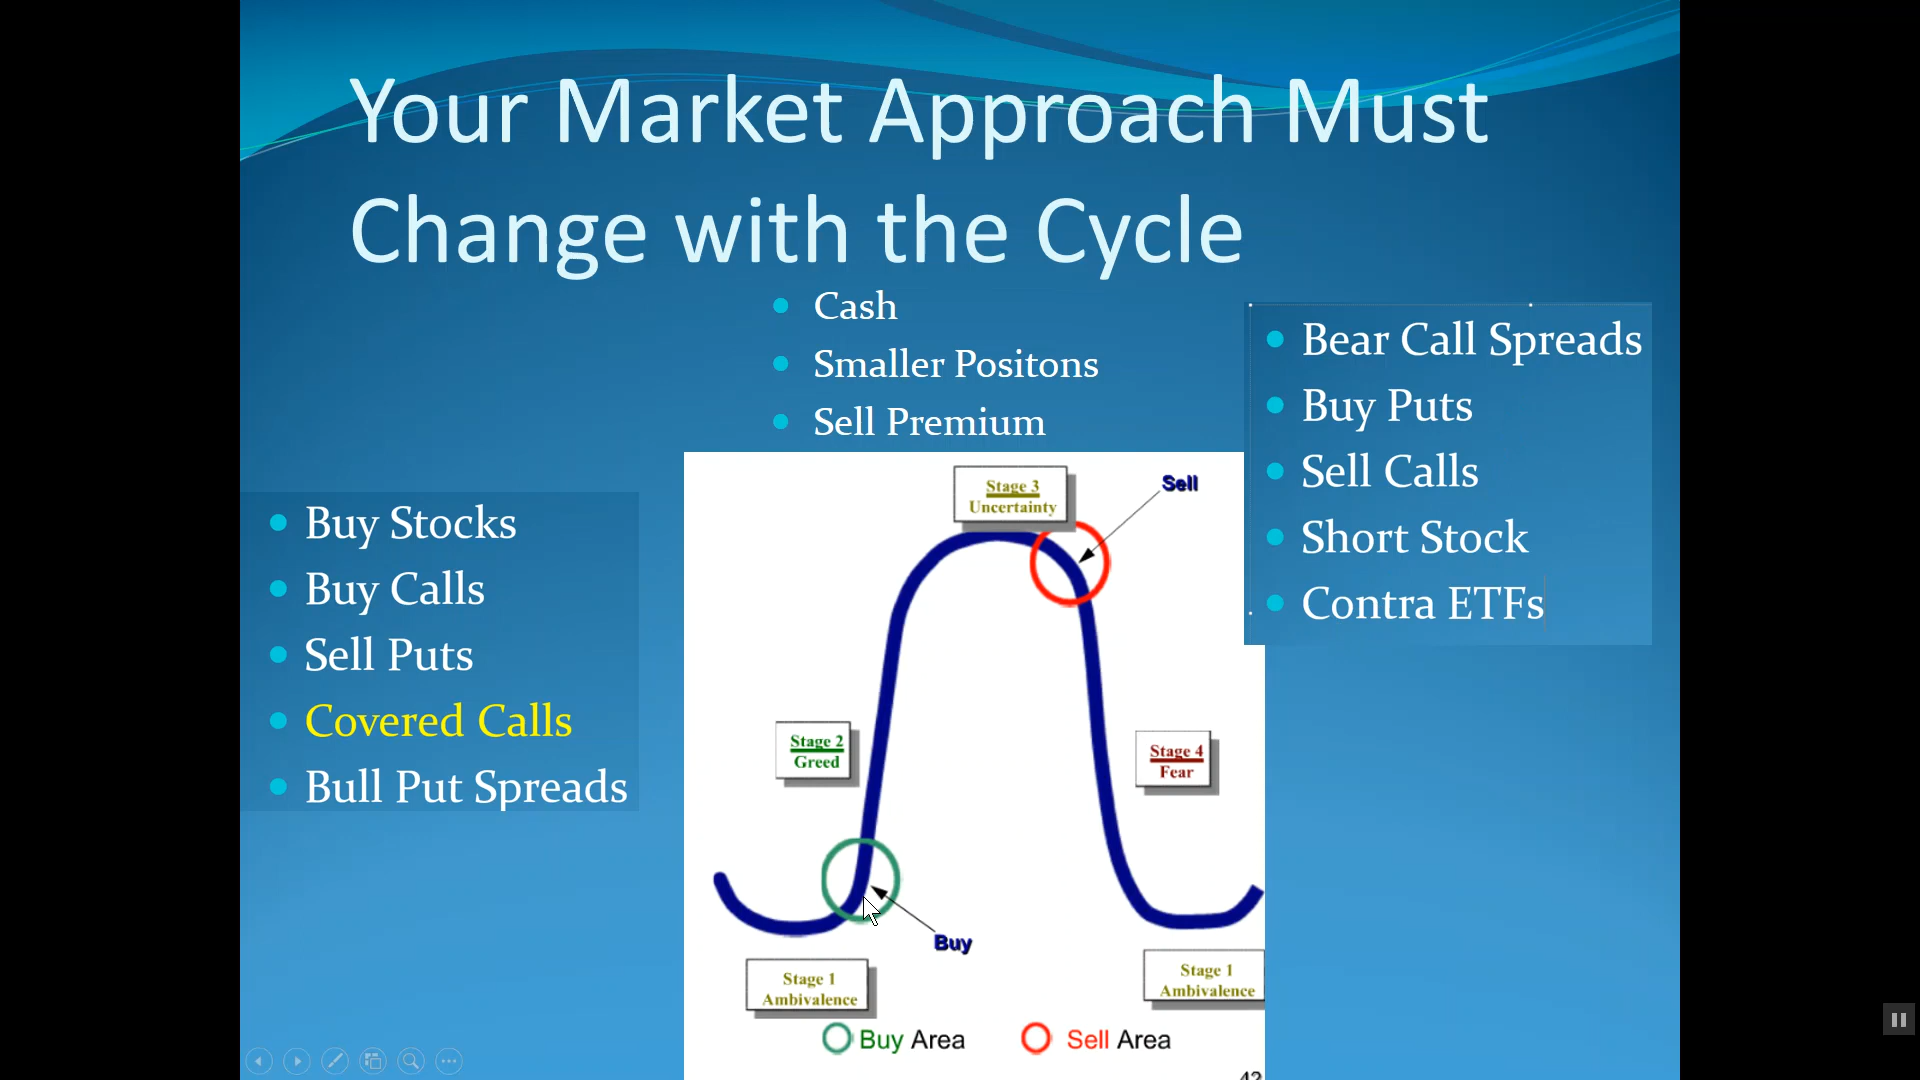 Your Market Approach Must
Change with the Cycle
Cash
Smaller Positons
Sell Premium
Bear Call Spreads
Buy Puts
Sell Calls
Short Stock
Contra ETFs
Buy Stocks
Buy Calls
Sell Puts
Covered Calls
Bull Put Spreads
Stage 3
Uncertainty
Sell
Stage 2
Greed
Stage 4
Fear
Buy
Stage 1
Ambivalence
Stage 1
Ambivalence
Buy Area
Sell Area
42